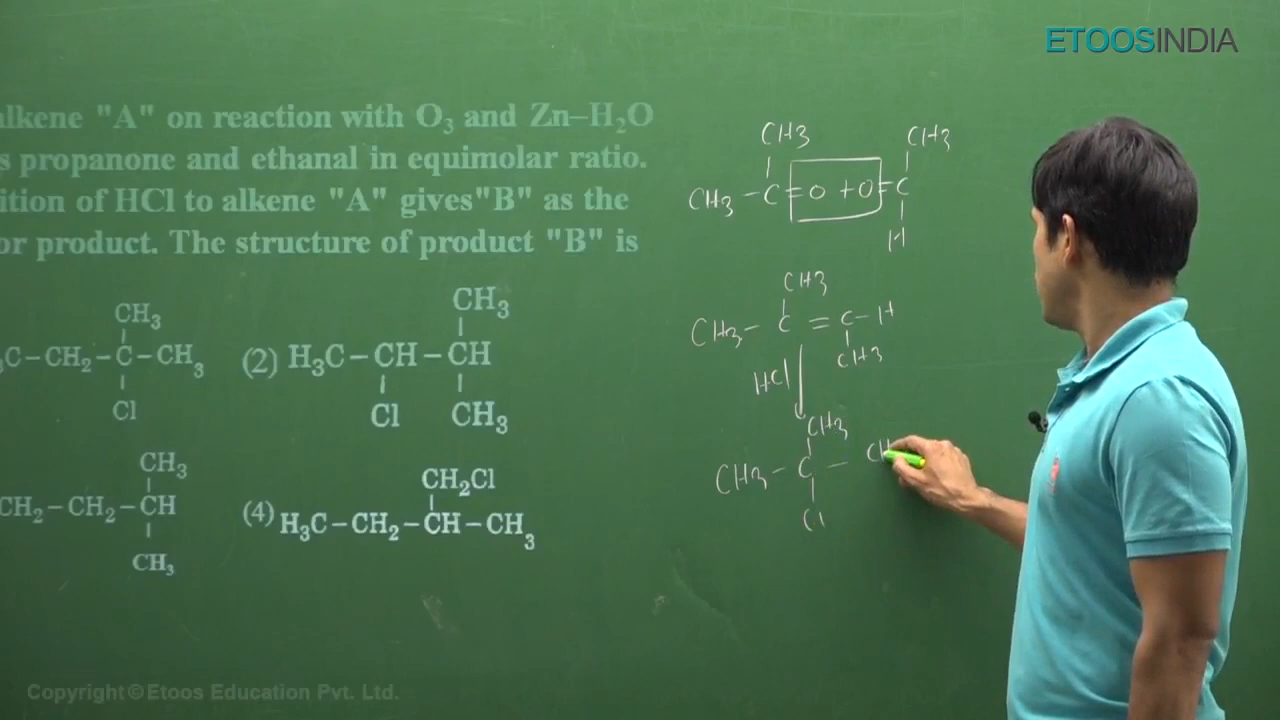 ETOOSINDIA
alkene "A" on reaction with O₃ and Zn–H₂O
s propanone and ethanal in equimolar ratio.
ition of HCl to alkene "A" gives"B" as the
or product. The structure of product "B" is
CH₃
C–CH₂–C–CH₃
Cl
(2)
CH₃
H₃C–CH–CH
Cl CH₃
CH₃
CH₂–CH₂–CH
CH₃
(4)
CH₂Cl
H₃C–CH₂–CH–CH₃
CH3 CH3
CH3–C=O+O=C
H
CH3
CH3–C=C–H
CH3
HCl
CH3
CH3–C–CH
Cl
Copyright©Etoos Education Pvt. Ltd.